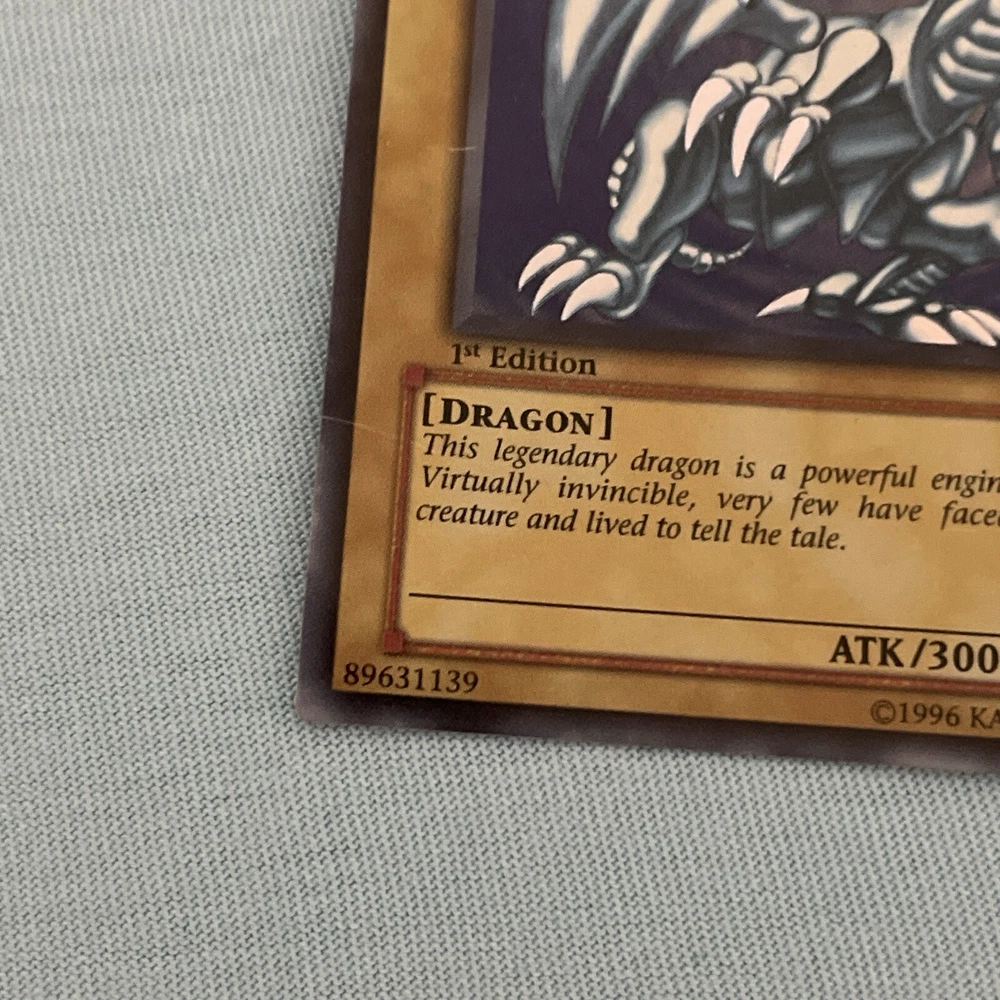 1st Edition
[DRAGON]
This legendary dragon is a powerful engin
Virtually invincible, very few have face
creature and lived to tell the tale.
ATK/300
89631139
©1996 KA